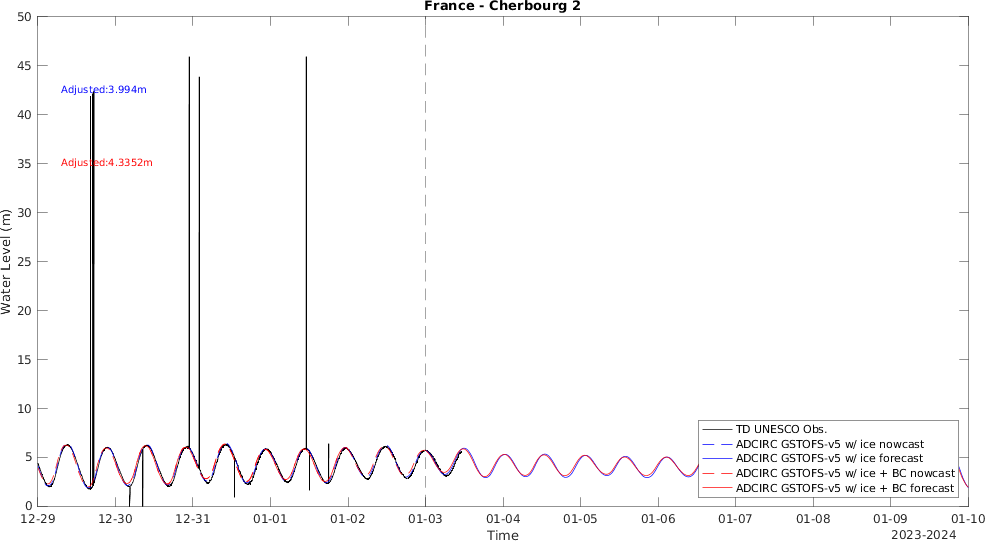 France - Cherbourg 2
50
45
40
35
30
25
20
15
10
5
0
Water Level (m)
Adjusted:3.994m
Adjusted:4.3352m
TD UNESCO Obs.
ADCIRC GSTOFS-v5 w/ ice nowcast
ADCIRC GSTOFS-v5 w/ ice forecast
ADCIRC GSTOFS-v5 w/ ice + BC nowcast
ADCIRC GSTOFS-v5 w/ ice + BC forecast
12-29 12-30 12-31 01-01 01-02 01-03 01-04 01-05 01-06 01-07 01-08 01-09 01-10
Time
2023-2024